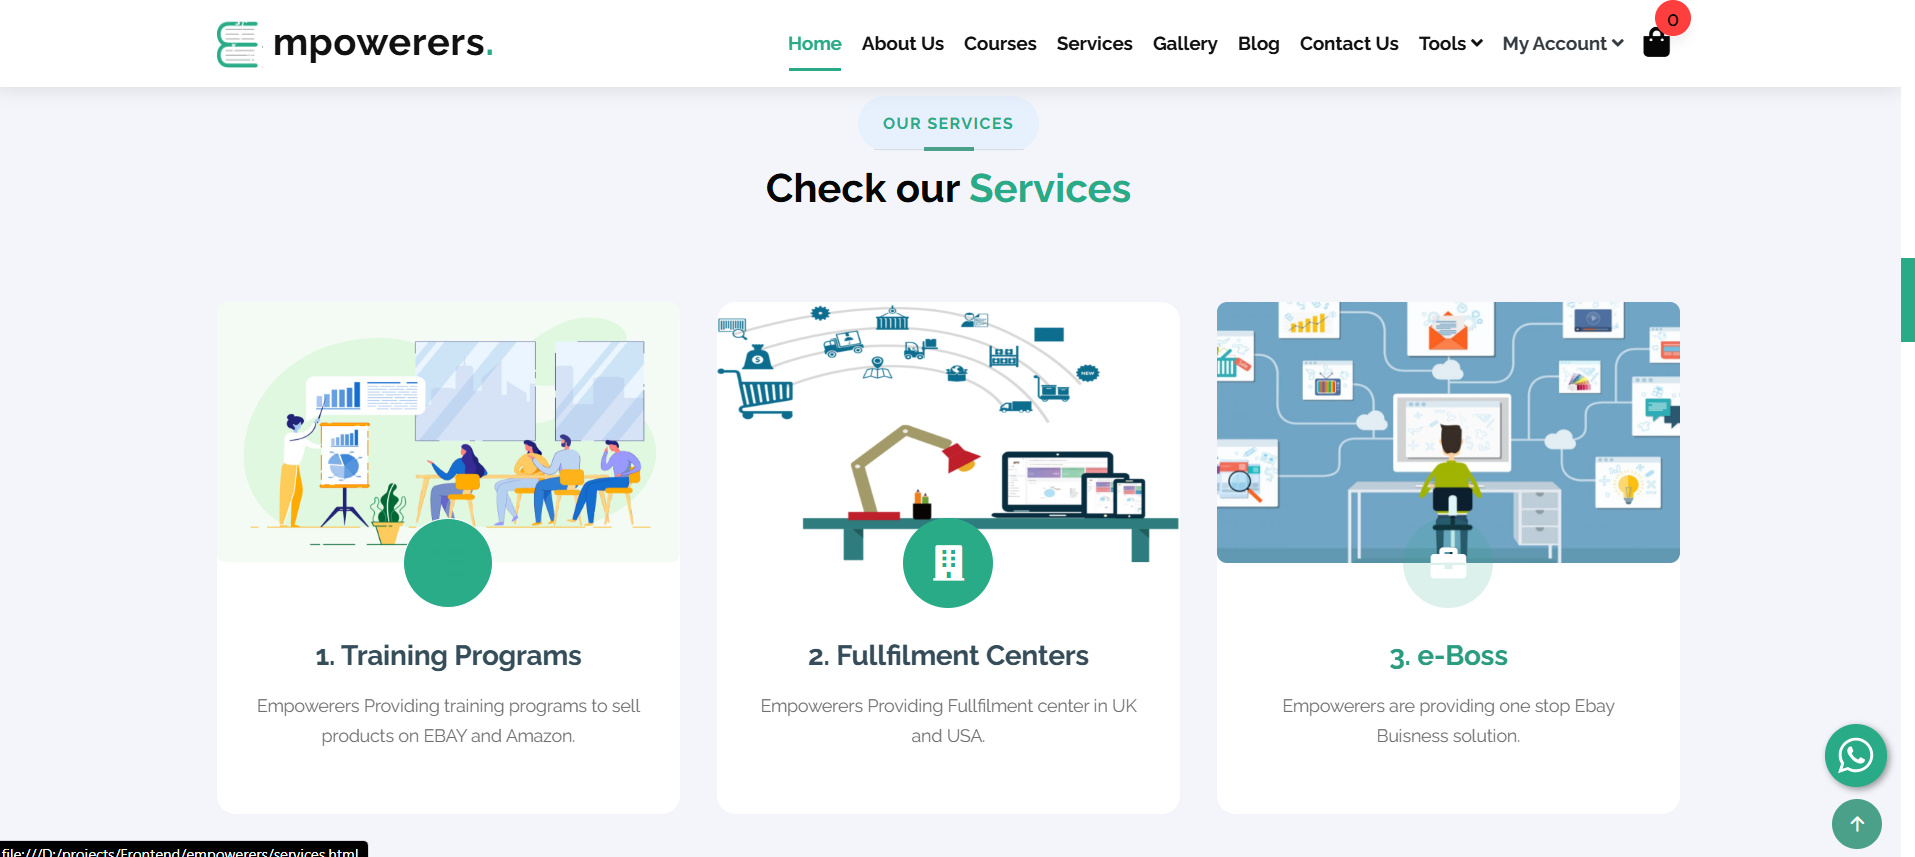 mpowerers.
Home About Us Courses Services Gallery Blog Contact Us Tools My Account 0
OUR SERVICES
Check our Services
NEW
1. Training Programs
Empowerers Providing training programs to sell
products on EBAY and Amazon.
2. Fullfilment Centers
Empowerers Providing Fullfilment center in UK
and USA.
3. e-Boss
Empowerers are providing one stop Ebay
Buisness solution.
file:///D:/projects/Frontend/empowerers/services.html